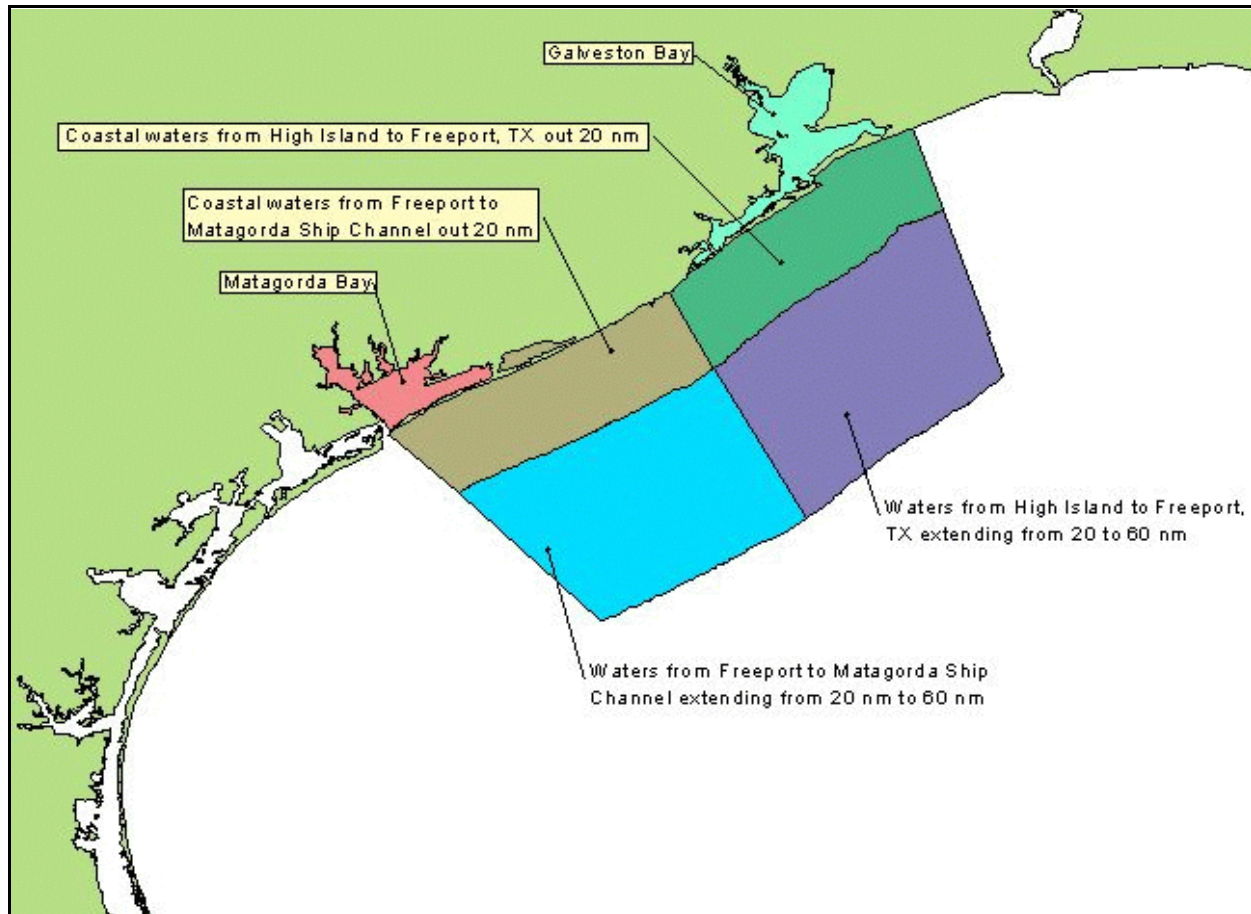 Galveston Bay
Coastal waters from High Island to Freeport, TX out 20 nm
Coastal waters from Freeport to
Matagorda Ship Channel out 20 nm
Matagorda Bay
Waters from High Island to Freeport,
TX extending from 20 to 60 nm
Waters from Freeport to Matagorda Ship
Channel extending from 20 nm to 60 nm